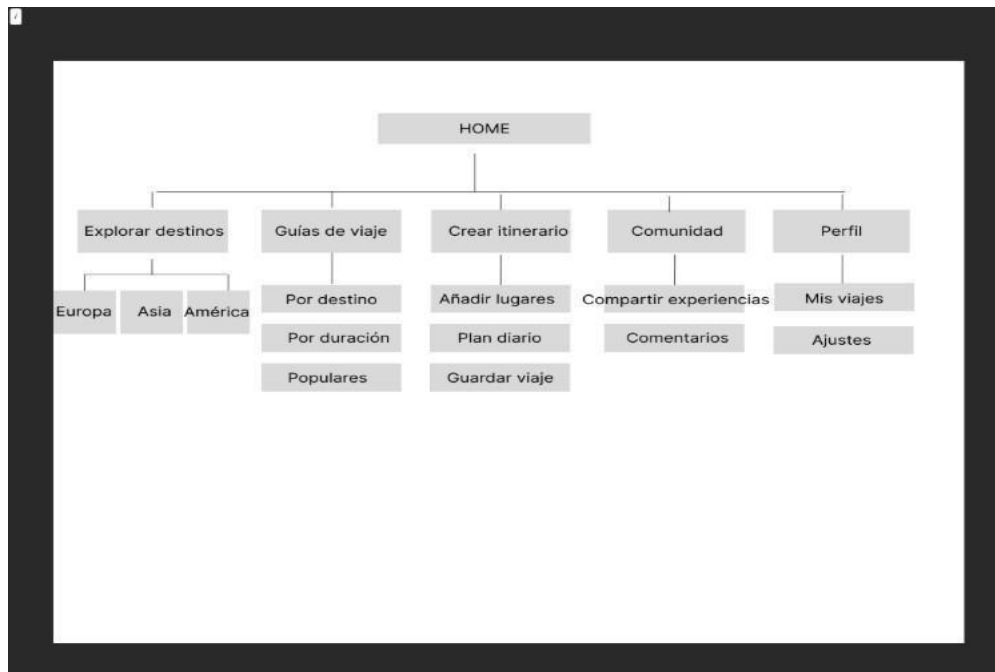 HOME
Explorar destinos
Guías de viaje
Crear itinerario
Comunidad
Perfil
Europa
Asia
América
Por destino
Por duración
Populares
Añadir lugares
Plan diario
Guardar viaje
Compartir experiencias
Comentarios
Mis viajes
Ajustes